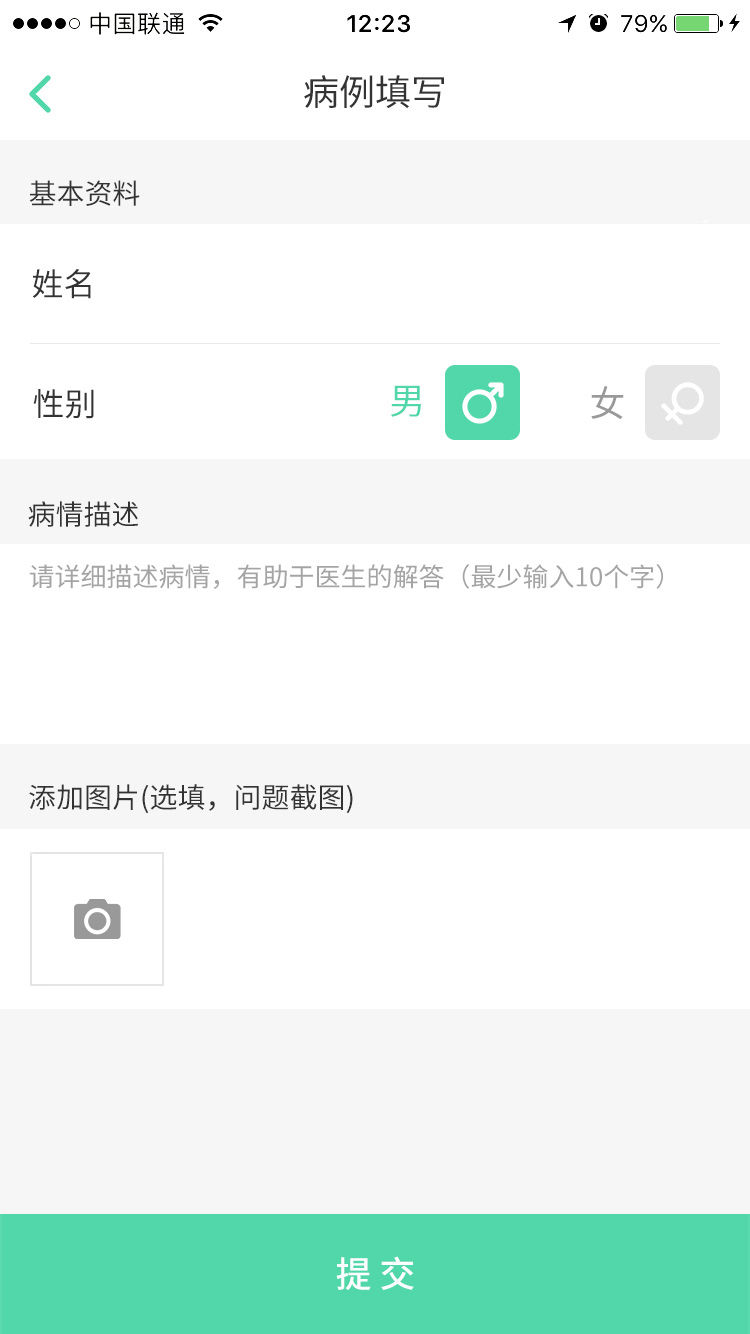 中国联通 12:23 79%
病例填写
基本资料
姓名
性别 男 女
病情描述
请详细描述病情，有助于医生的解答（最少输入10个字）
添加图片(选填，问题截图)
提交